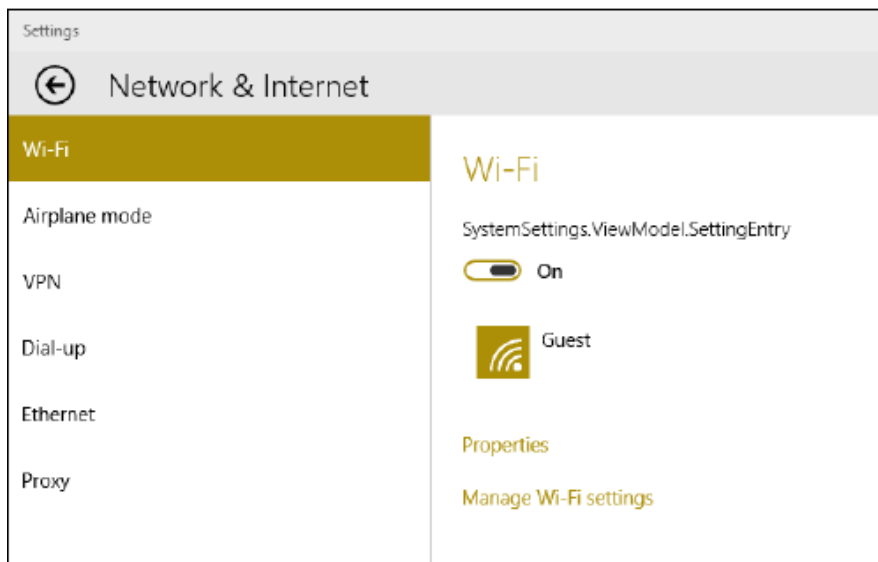 Settings
Network & Internet
Wi-Fi
Airplane mode
VPN
Dial-up
Ethernet
Proxy
Wi-Fi
SystemSettings.ViewModel.SettingEntry
On
Guest
Properties
Manage Wi-Fi settings